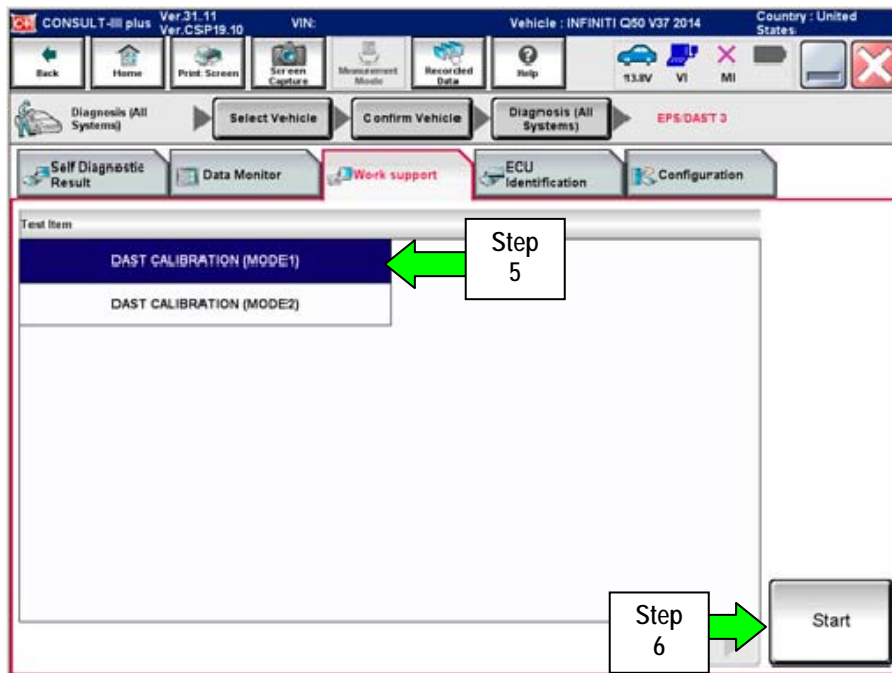 CONSULT-III plus Ver.31.11 VIN: Vehicle : INFINITI Q50 V37 2014 Country : United
Ver.CSP19.10 States
Back Home Print Screen Screen Capture Measurement Mode Recorded Data Help 13.8V VI MI
Diagnosis (All Systems) Select Vehicle Confirm Vehicle Diagnosis (All Systems) EPS/DAST 3
Self Diagnostic Result Data Monitor Work support ECU Identification Configuration
Test Item
DAST CALIBRATION (MODE1)
Step
5
DAST CALIBRATION (MODE2)
Step
6
Start